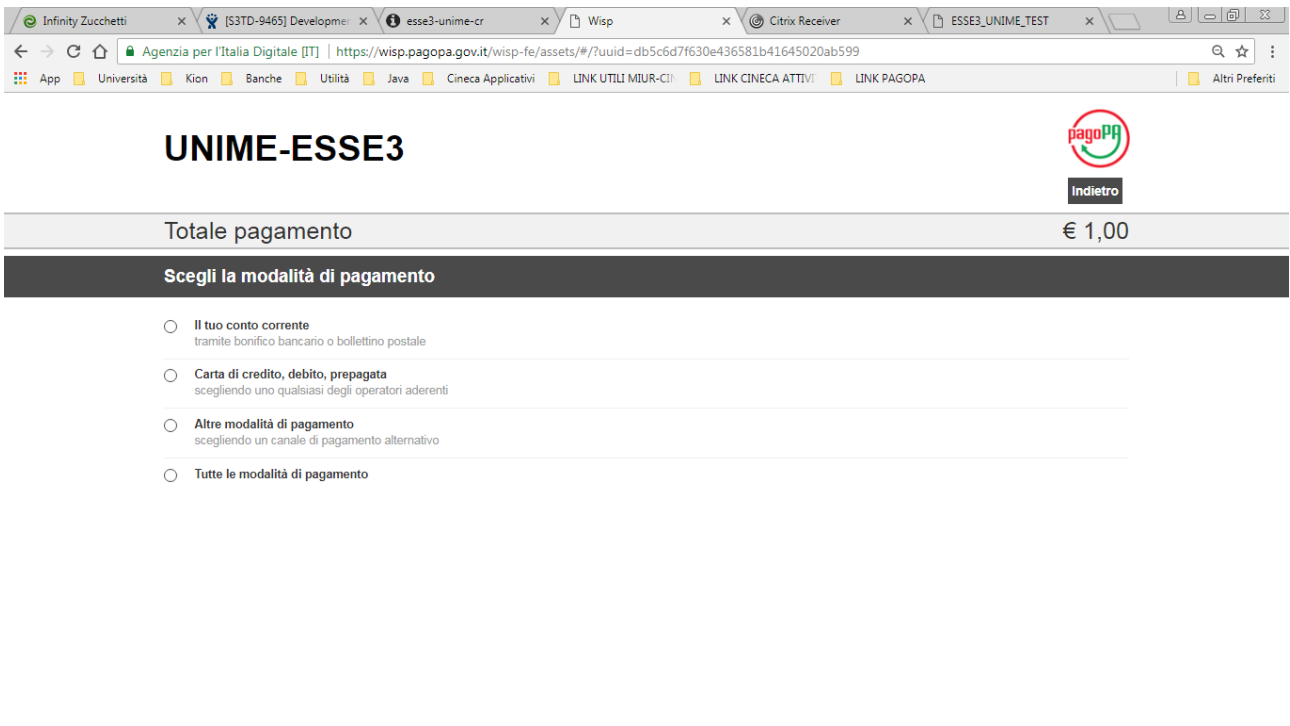 Infinity Zucchetti
[S3TD-9465] Developmer
esse3-unime-cr
Wisp
Citrix Receiver
ESSE3_UNIME_TEST
Agenzia per l'Italia Digitale [IT] | https://wisp.pagopa.gov.it/wisp-fe/assets/#/?uuid=db5c6d7f630e436581b41645020ab599
App Università Kion Banche Utilità Java Cineca Applicativi LINK UTILI MIUR-CIN LINK CINECA ATTIVI LINK PAGOPA Altri Preferiti
UNIME-ESSE3
pagoPA
Indietro
Totale pagamento € 1,00
Scegli la modalità di pagamento
Il tuo conto corrente
tramite bonifico bancario o bollettino postale
Carta di credito, debito, prepagata
scegliendo uno qualsiasi degli operatori aderenti
Altre modalità di pagamento
scegliendo un canale di pagamento alternativo
Tutte le modalità di pagamento